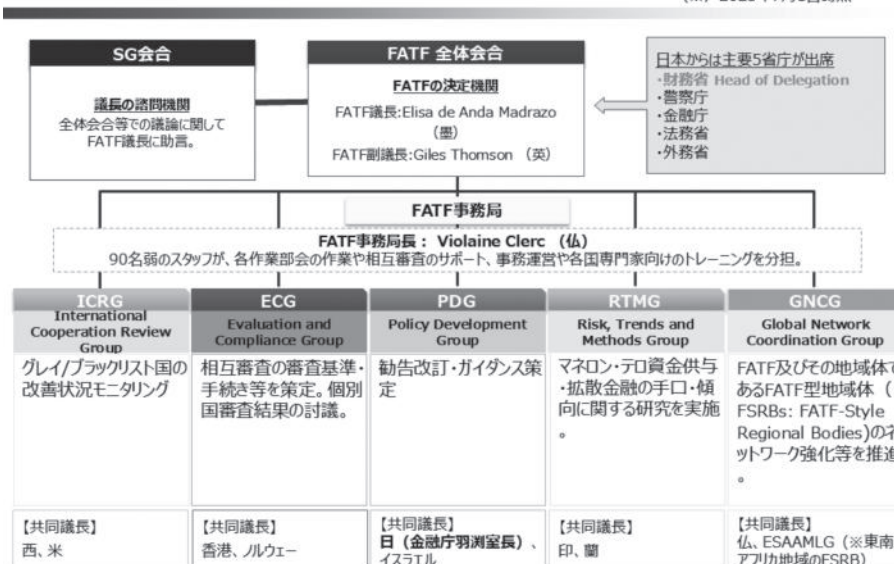 SG会合
議長の諮問機関
全体会合等での議論に関して
FATF議長に助言。
FATF 全体会合
FATFの決定機関
FATF議長:Elisa de Anda Madrazo
（墨）
FATF副議長:Giles Thomson （英）
日本からは主要5省庁が出席
・財務省 Head of Delegation
・警察庁
・金融庁
・法務省
・外務省
FATF事務局
FATF事務局長： Violaine Clerc （仏）
90名弱のスタッフが、各作業部会の作業や相互審査のサポート、事務運営や各国専門家向けのトレーニングを分担。
ICRG
International
Cooperation Review
Group
グレイ/ブラックリスト国の
改善状況モニタリング
【共同議長】
西、米
ECG
Evaluation and
Compliance Group
相互審査の審査基準・
手続き等を策定。個別
国審査結果の討議。
【共同議長】
香港、ノルウェー
PDG
Policy Development
Group
勧告改訂・ガイダンス策
定
【共同議長】
日（金融庁羽渕室長）、
イスラエル
RTMG
Risk, Trends and
Methods Group
マネロン・テロ資金供与
・拡散金融の手口・傾
向に関する研究を実施
。
【共同議長】
印、蘭
GNCG
Global Network
Coordination Group
FATF及びその地域体で
あるFATF型地域体（
FSRBs: FATF-Style
Regional Bodies)のネ
ットワーク強化等を推進
。
【共同議長】
仏、ESAAMLG（※東南
アフリカ地域のFSRB）